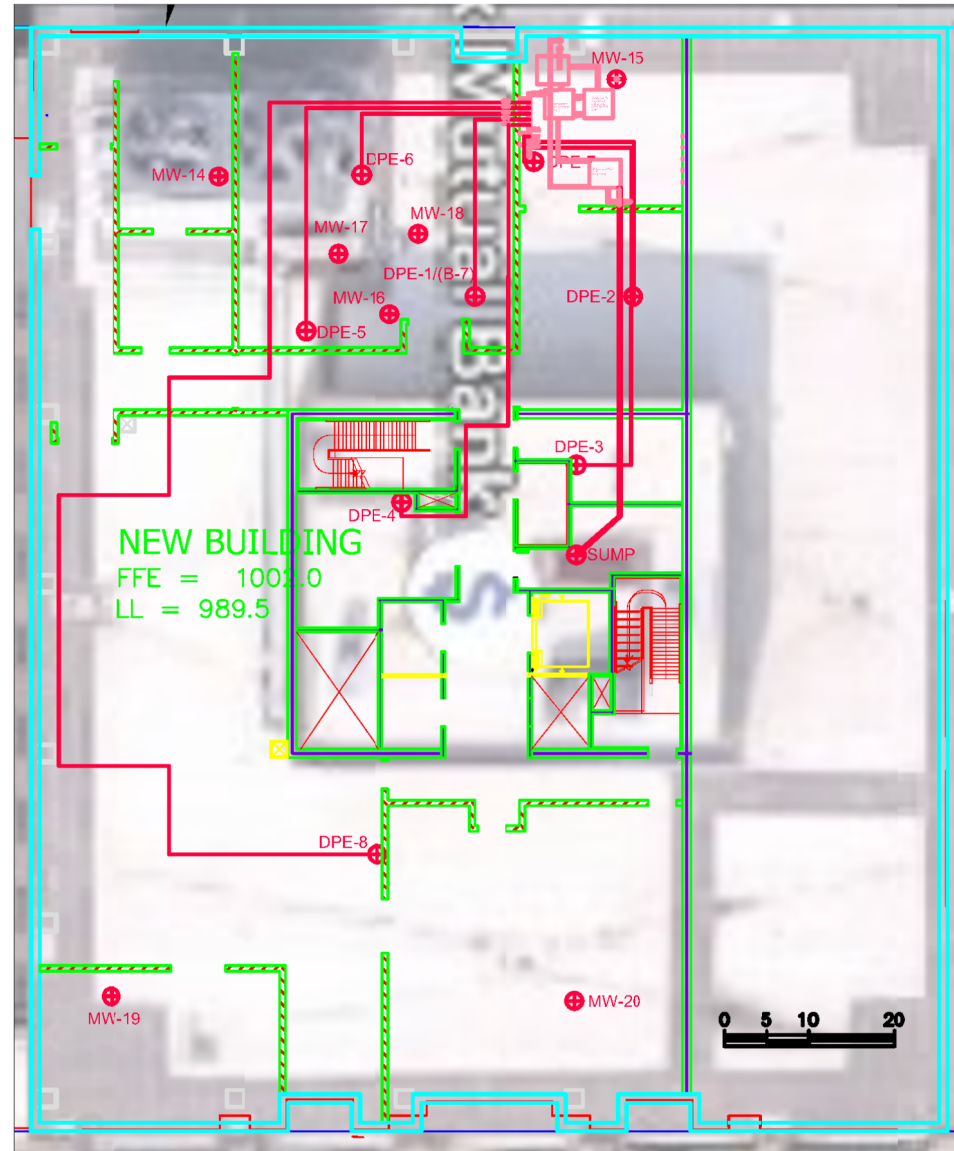 k Mutual Bank
MW-15
DPE-6
MW-14
MW-18
MW-17
DPE-1/(B-7)
DPE-2
MW-16
DPE-5
DPE-3
DPE-4
NEW BUILDING
FFE = 1002.0
LL = 989.5
SUMP
DPE-8
MW-19
MW-20
0 5 10 20